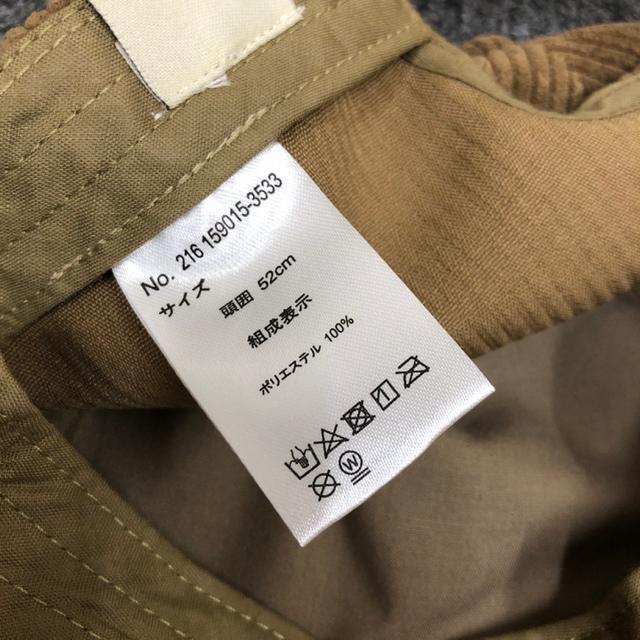 No. 216 159015-3533
サイズ
頭囲 52cm
組成表示
ポリエステル 100%
W